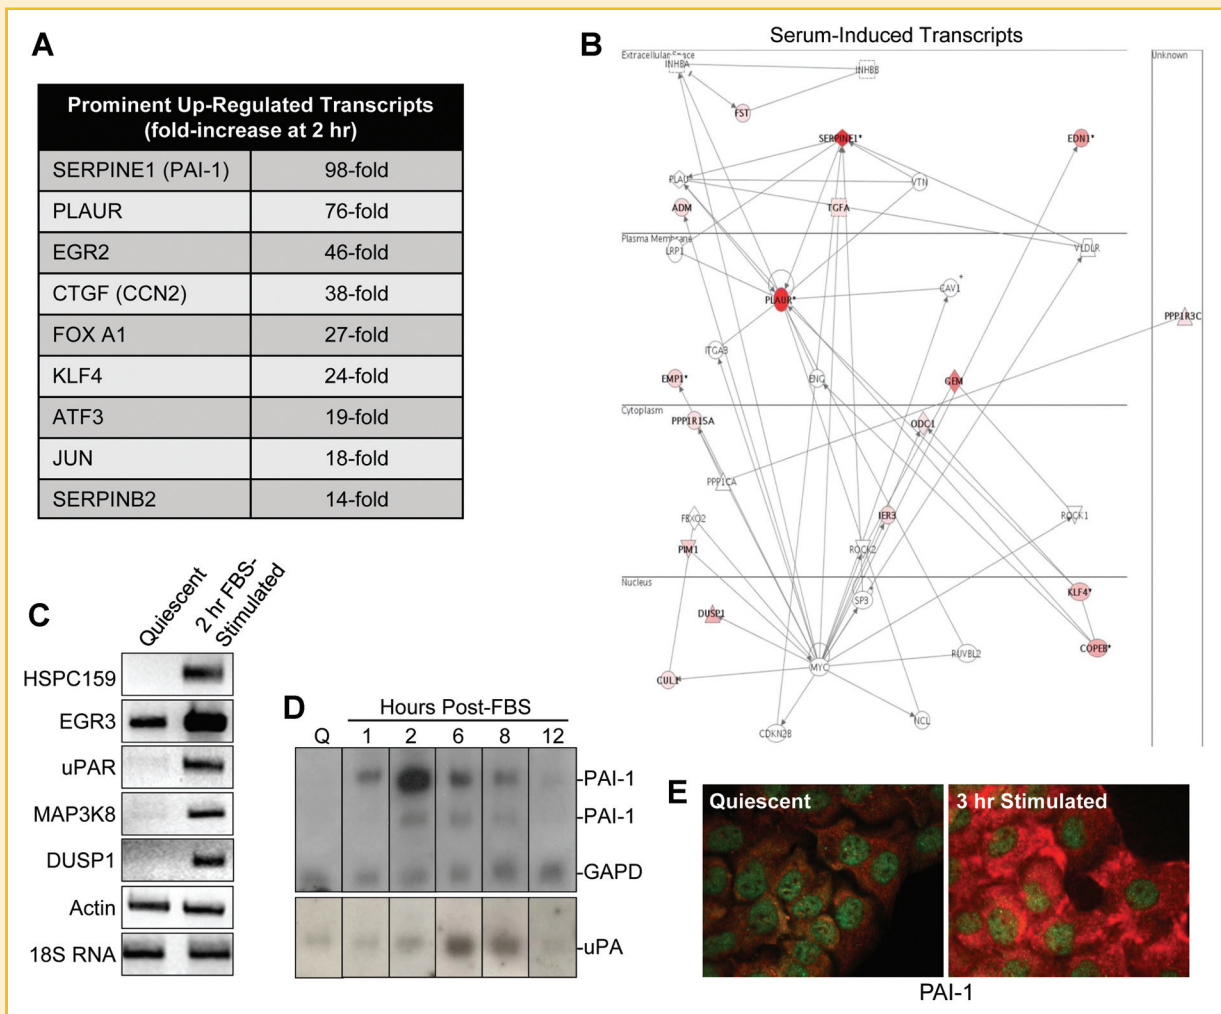 A
Prominent Up-Regulated Transcripts
(fold-increase at 2 hr)
SERPINE1 (PAI-1) 98-fold
PLAUR 76-fold
EGR2 46-fold
CTGF (CCN2) 38-fold
FOX A1 27-fold
KLF4 24-fold
ATF3 19-fold
JUN 18-fold
SERPINB2 14-fold
B
Serum-Induced Transcripts
Extracellular Space
Unknown
INHBA
INHBB
FST
SERPINE1*
EDN1*
PLAU*
VTN
ADM
TGFA
Plasma Membrane
LRP1
VLDLR
CAV1
PLAUR*
PPP1R3C
ITGA3
EMP1*
ENG
GEM
Cytoplasm
PPP1R15A
ODC1
PPP1CA
FBXO2
IER3
ROCK1
PIM1
ROCK2
Nucleus
KLF4*
SP3
DUSP1
COPEB*
RUVBL2
MYC
CUL1*
NCL
CDKN2B
C
Quiescent
2 hr FBS-
Stimulated
HSPC159
EGR3
uPAR
MAP3K8
DUSP1
Actin
18S RNA
D
Hours Post-FBS
Q 1 2 6 8 12
PAI-1
PAI-1
GAPD
uPA
E
Quiescent
3 hr Stimulated
PAI-1